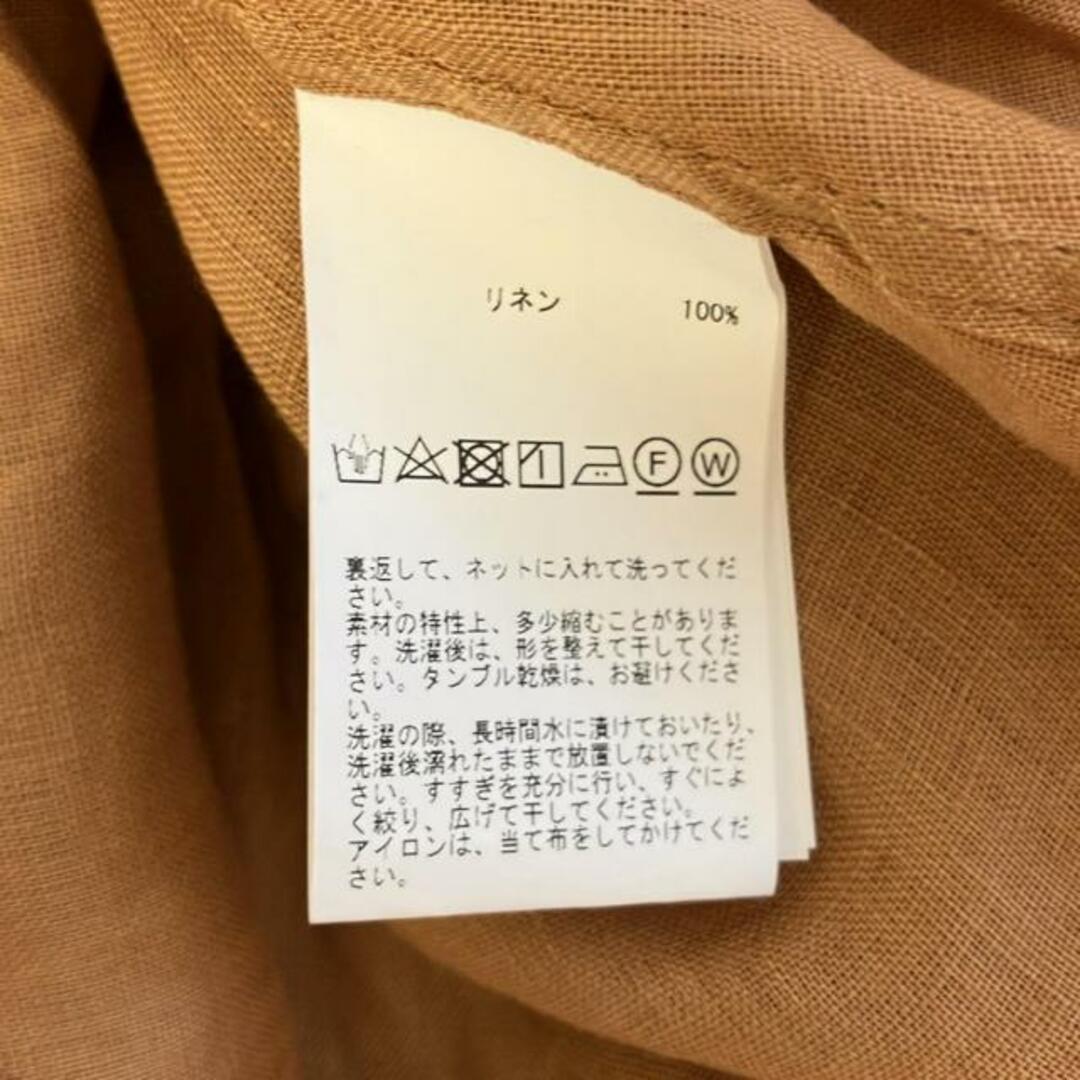 リネン 100%
F W
裏返して、ネットに入れて洗ってくだ
さい。
素材の特性上、多少縮むことがありま
す。洗濯後は、形を整えて干してくだ
さい。タンブル乾燥は、お避けくださ
い。
洗濯の際、長時間水に漬けておいたり、
洗濯後濡れたままで放置しないでくだ
さい。すすぎを充分に行い、すぐによ
く絞り、広げて干してください。
アイロンは、当て布をしてかけてくだ
さい。